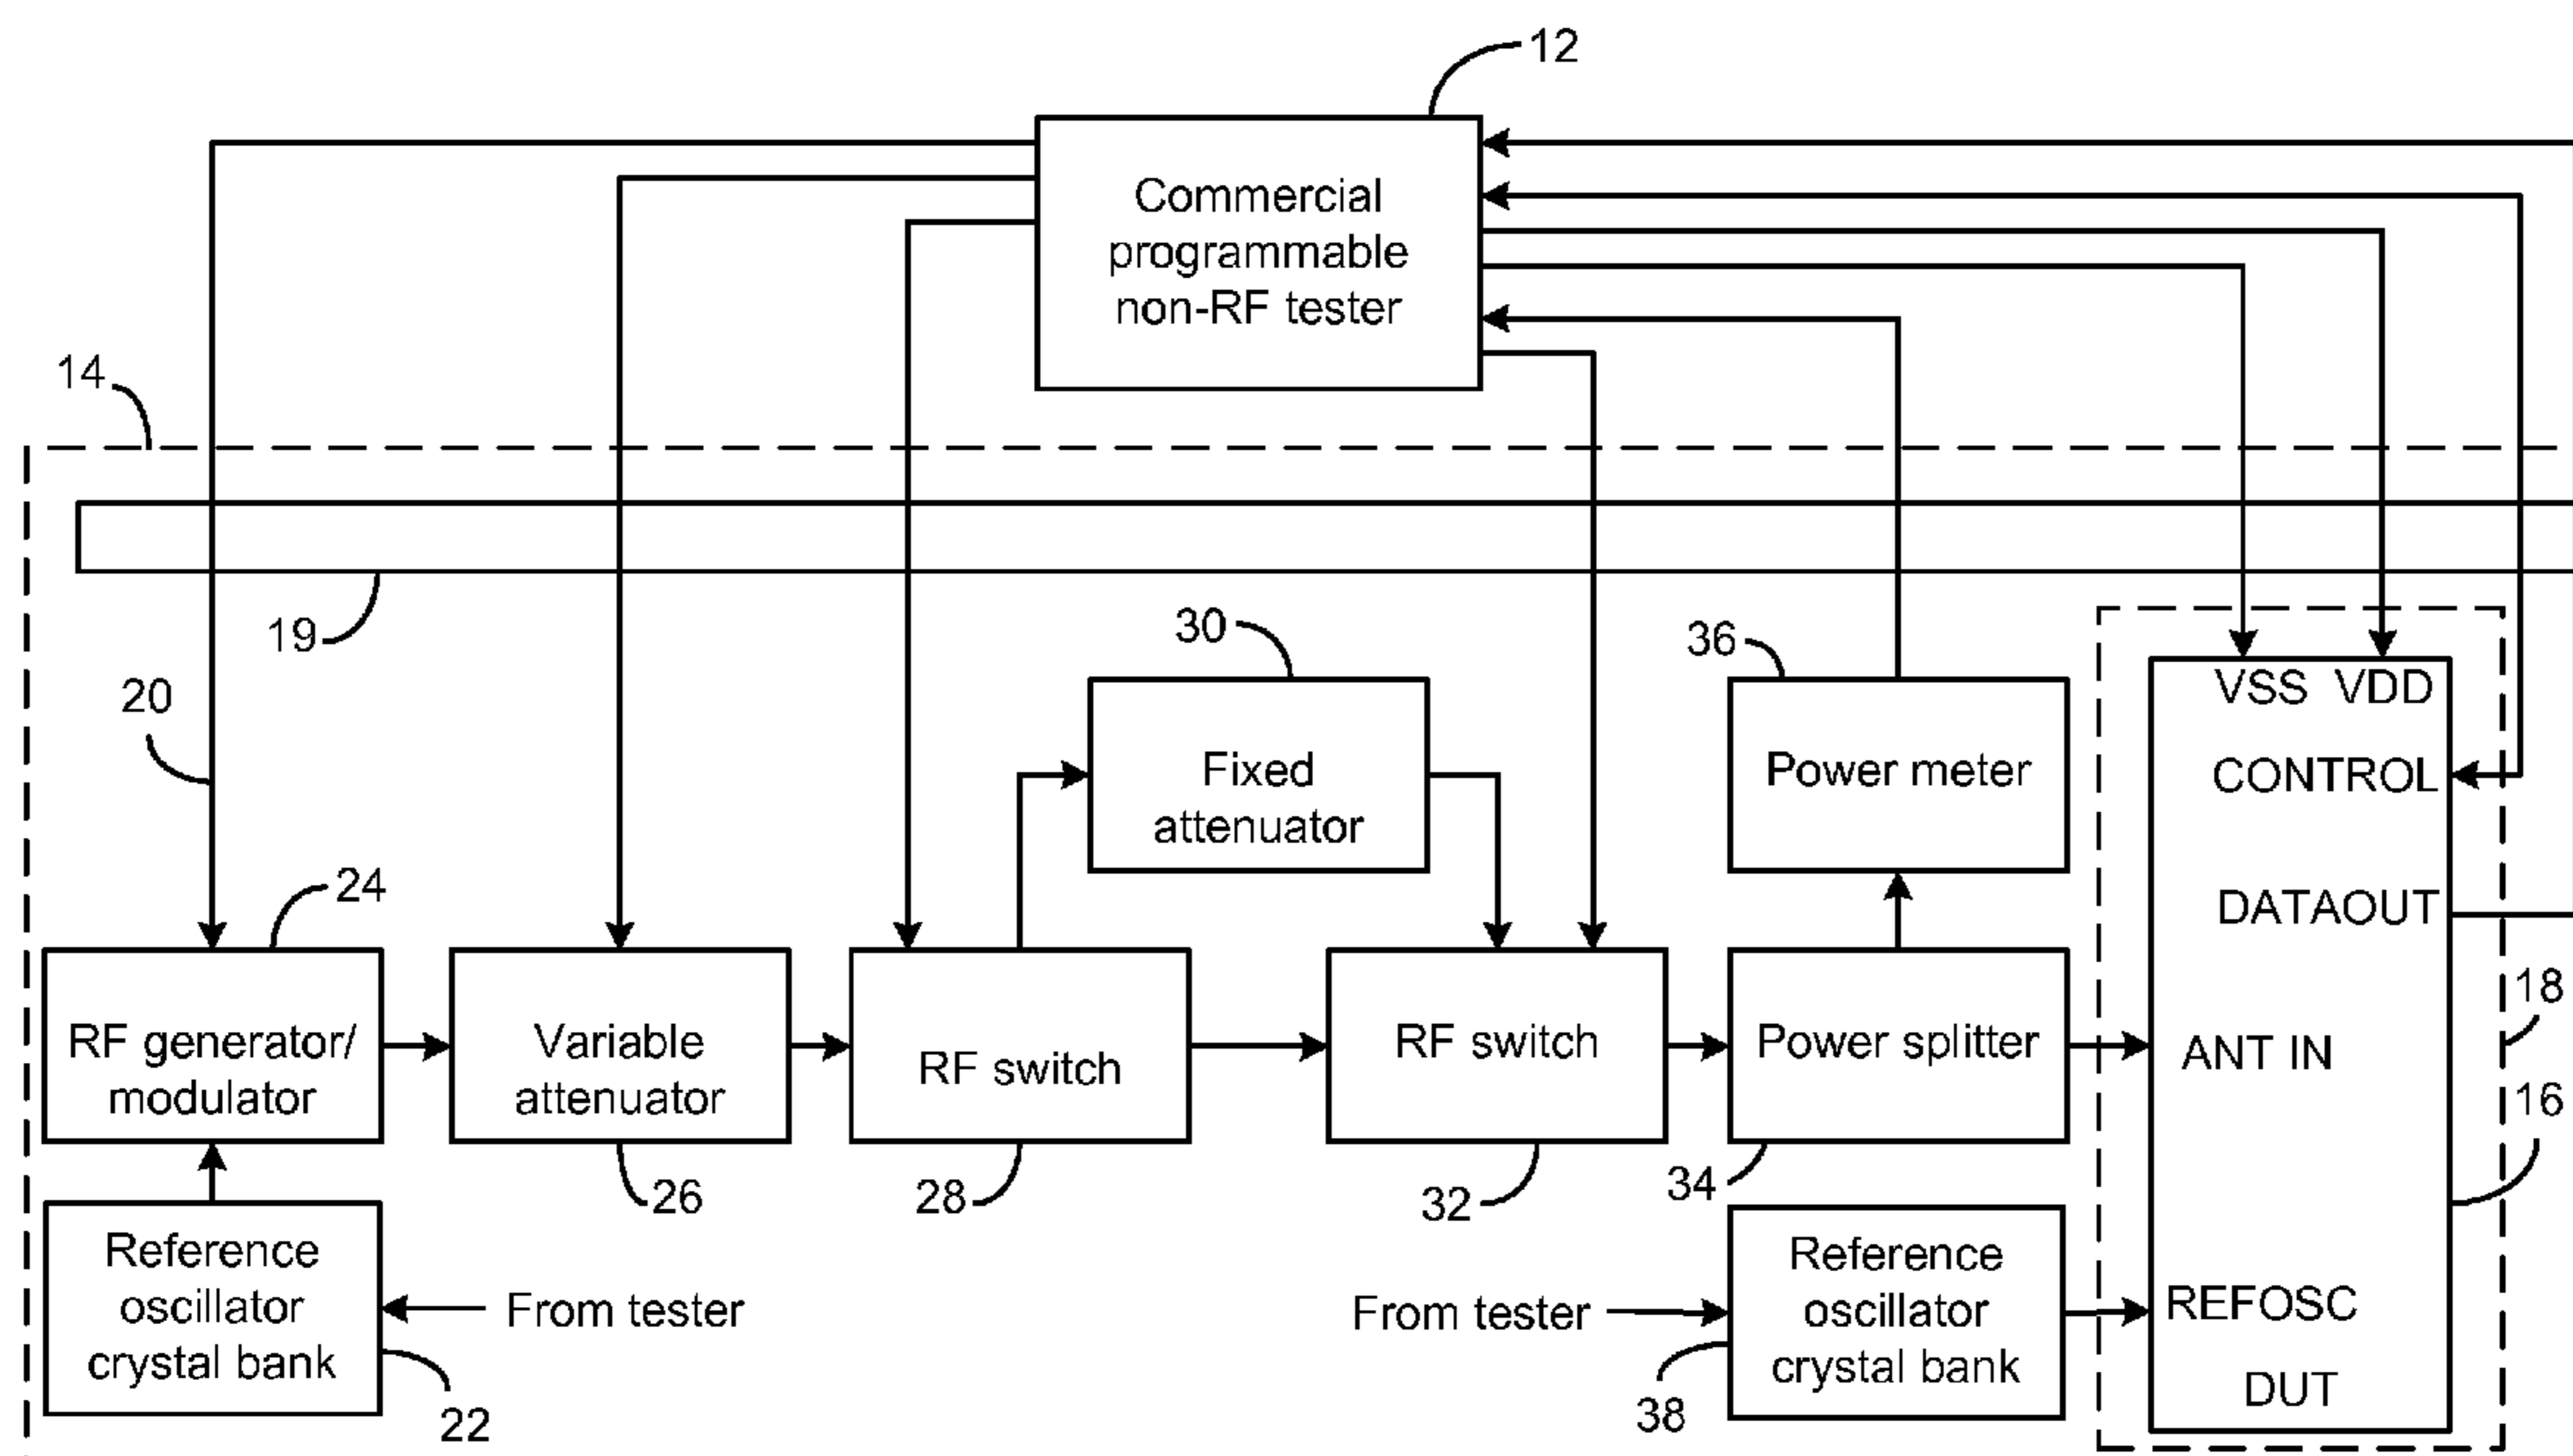 12
Commercial
programmable
non-RF tester
14
19
30
36
20
VSS VDD
Fixed
attenuator
Power meter
CONTROL
24
DATAOUT
18
RF generator/
modulator
Variable
attenuator
RF switch
RF switch
Power splitter
ANT IN
16
26
28
32
34
Reference
oscillator
crystal bank
From tester
From tester
Reference
oscillator
crystal bank
REFOSC
DUT
22
38